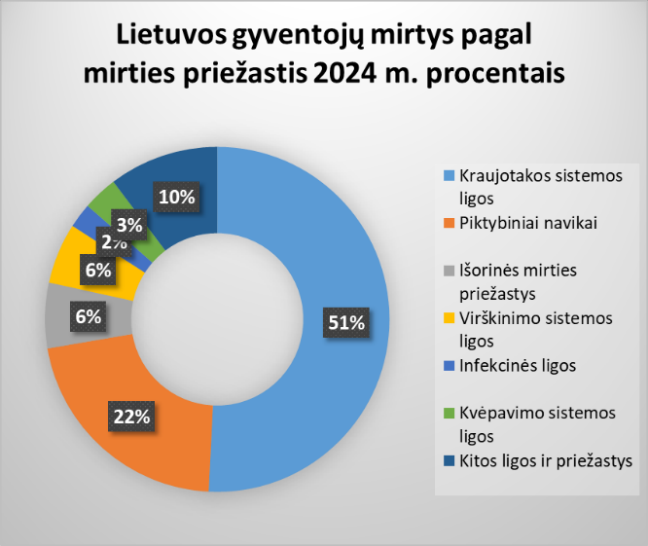 Lietuvos gyventojų mirtys pagal
mirties priežastis 2024 m. procentais
10%
3%
2%
6%
6%
22%
51%
Kraujotakos sistemos
ligos
Piktybiniai navikai
Išorinės mirties
priežastys
Virškinimo sistemos
ligos
Infekcinės ligos
Kvėpavimo sistemos
ligos
Kitos ligos ir priežastys